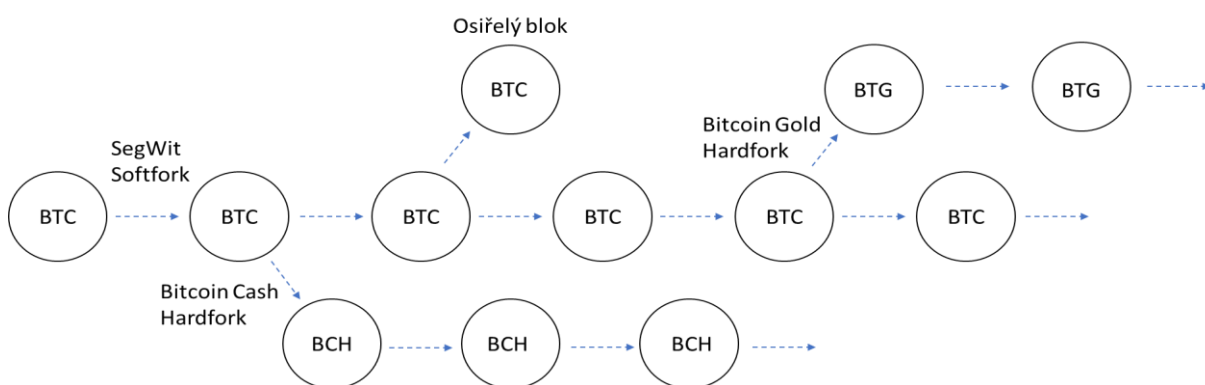 Osiřelý blok
BTC
BTG
BTG
Bitcoin Gold
Hardfork
SegWit
Softfork
BTC
BTC
BTC
BTC
BTC
BTC
Bitcoin Cash
Hardfork
BCH
BCH
BCH